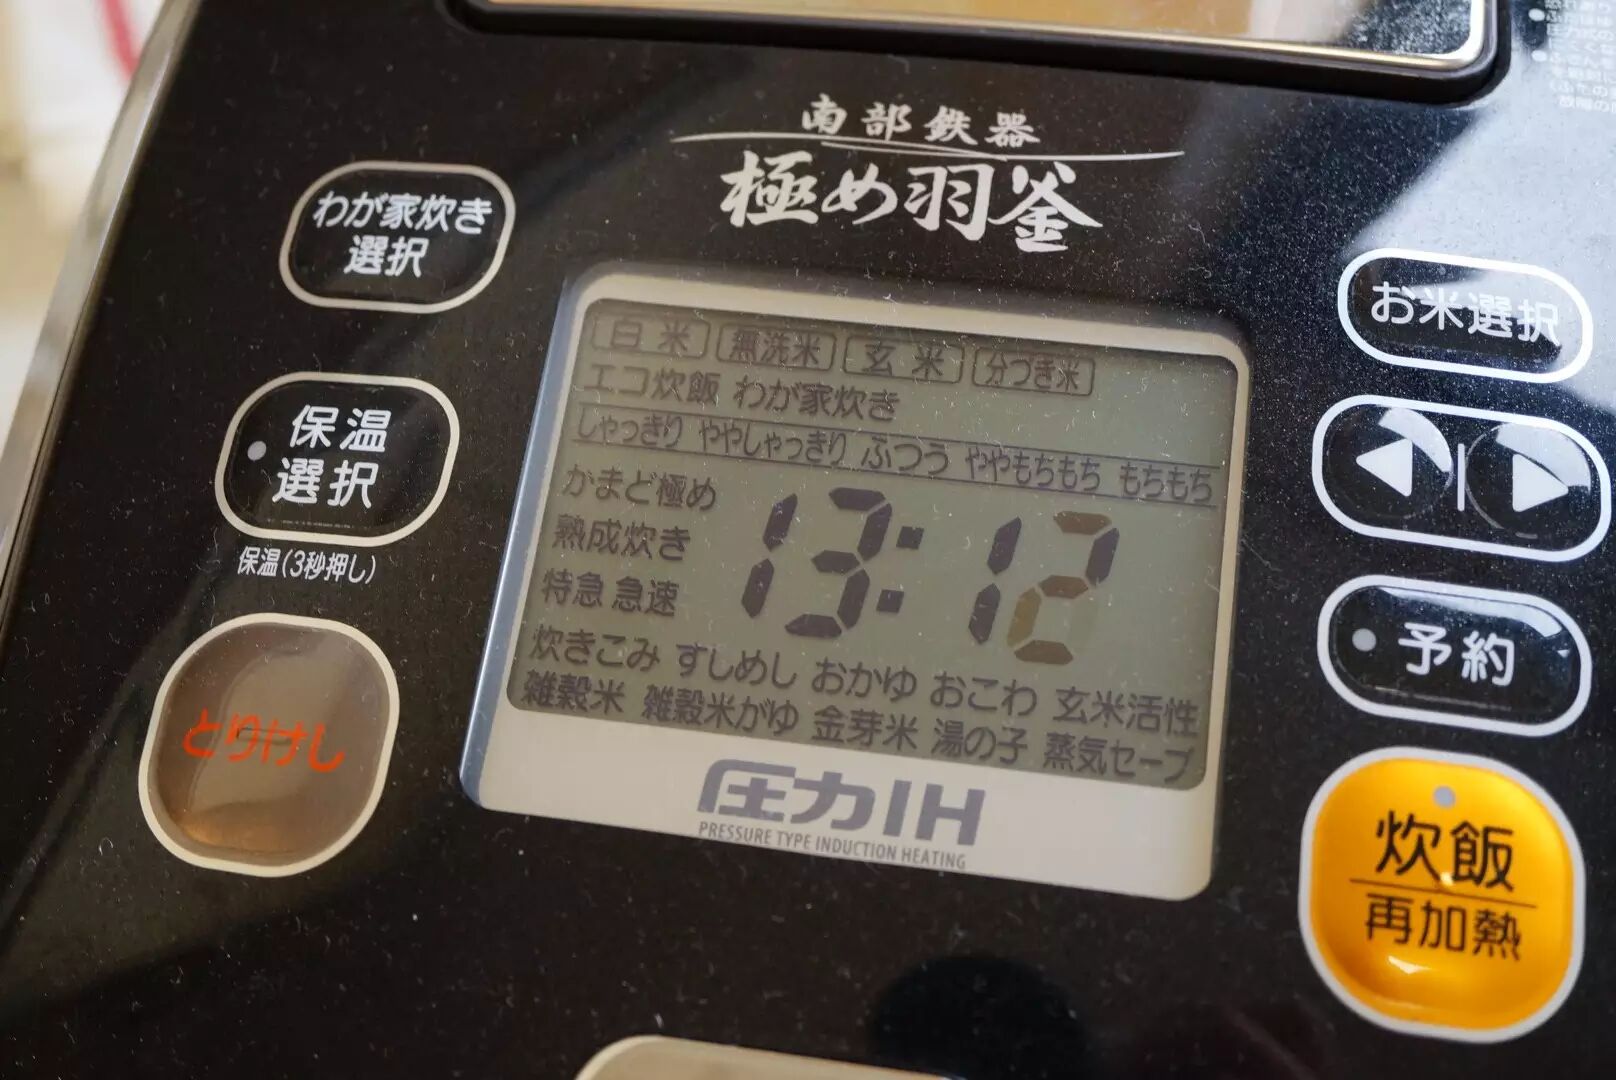 南部鉄器
極め羽釜
わが家炊き
選択
お米選択
保温
選択
保温(3秒押し)
予約
とりけし
炊飯
再加熱
白米 無洗米 玄米 分づき米
エコ炊飯 わが家炊き
しゃっきり ややしゃっきり ふつう ややもちもち もちもち
かまど極め
熟成炊き
特急 急速
13:12
炊きこみ すしめし おかゆ おこわ 玄米活性
雑穀米 雑穀米がゆ 金芽米 湯の子 蒸気セーブ
圧力IH
PRESSURE TYPE INDUCTION HEATING